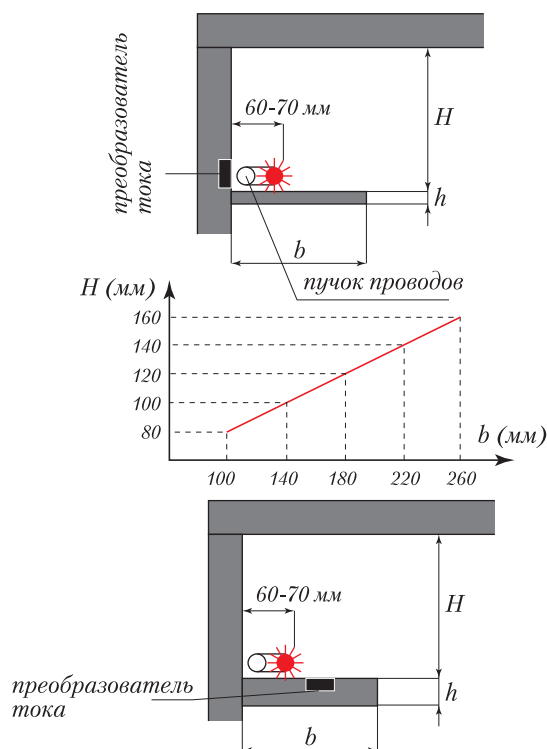 преобразователь
тока
60-70 мм
H
h
b
пучок проводов
H (мм)
160
140
120
100
80
b (мм)
100 140 180 220 260
60-70 мм
H
преобразователь
тока
h
b